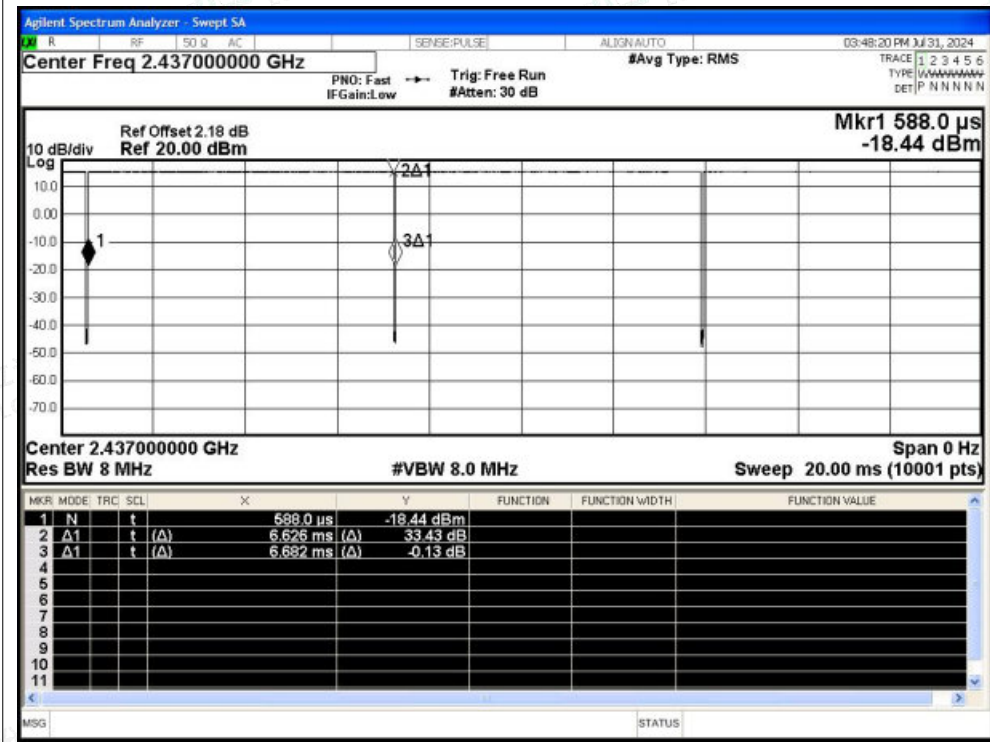 Agilent Spectrum Analyzer - Swept SA
LXI R RF 50 Ω AC SENSE:PULSE ALIGNAUTO 03:48:20 PM Jul 31, 2024
Center Freq 2.437000000 GHz #Avg Type: RMS TRACE 1 2 3 4 5 6
PNO: Fast Trig: Free Run TYPE
IFGain:Low #Atten: 30 dB DET P N N N N N
Mkr1 588.0 µs
Ref Offset 2.18 dB
10 dB/div Ref 20.00 dBm -18.44 dBm
Log
2Δ1
10.0
0.00
-10.0 1 3Δ1
-20.0
-30.0
-40.0
-50.0
-60.0
-70.0
Center 2.437000000 GHz Span 0 Hz
Res BW 8 MHz #VBW 8.0 MHz Sweep 20.00 ms (10001 pts)
MKR MODE TRC SCL X Y FUNCTION FUNCTION WIDTH FUNCTION VALUE
1 N t 588.0 µs -18.44 dBm
2 Δ1 t (Δ) 6.626 ms (Δ) 33.43 dB
3 Δ1 t (Δ) 6.682 ms (Δ) -0.13 dB
4
5
6
7
8
9
10
11
MSG STATUS